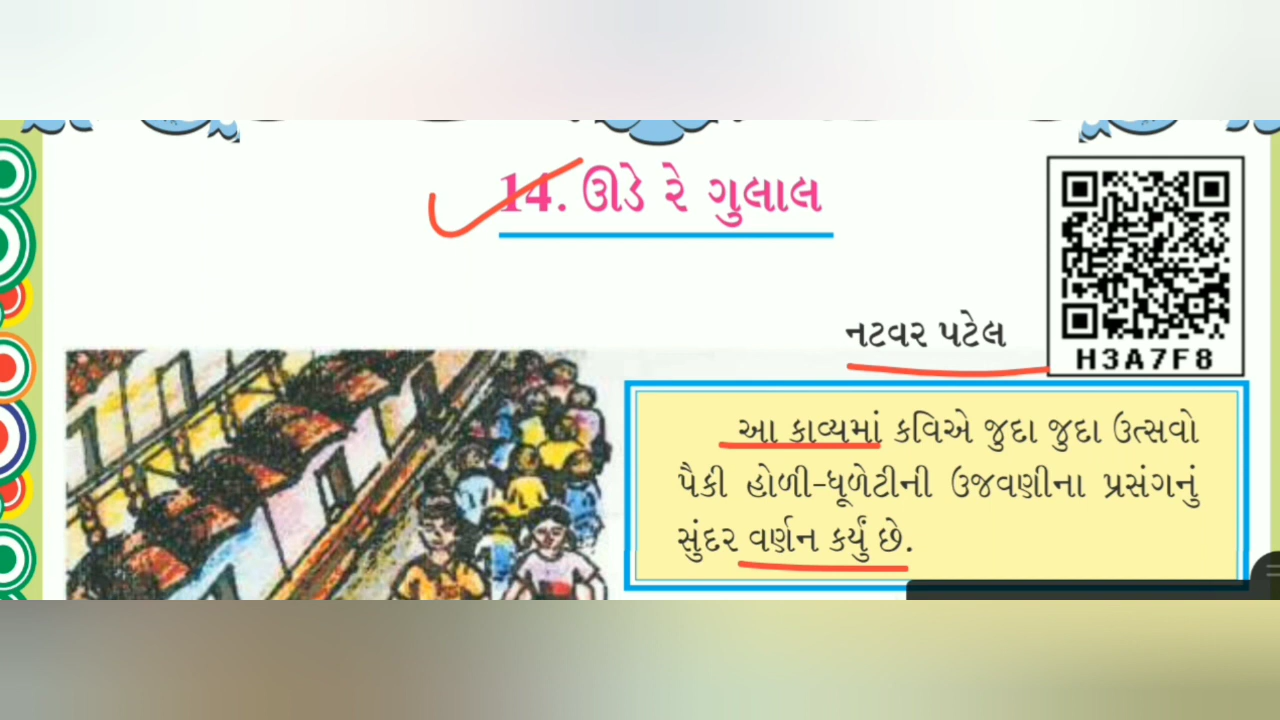 14. ઊડે રે ગુલાલ
નટવર પટેલ
H3A7F8
આ કાવ્યમાં કવિએ જુદા જુદા ઉત્સવો
પૈકી હોળી-ધૂળેટીની ઉજવણીના પ્રસંગનું
સુંદર વર્ણન કર્યું છે.